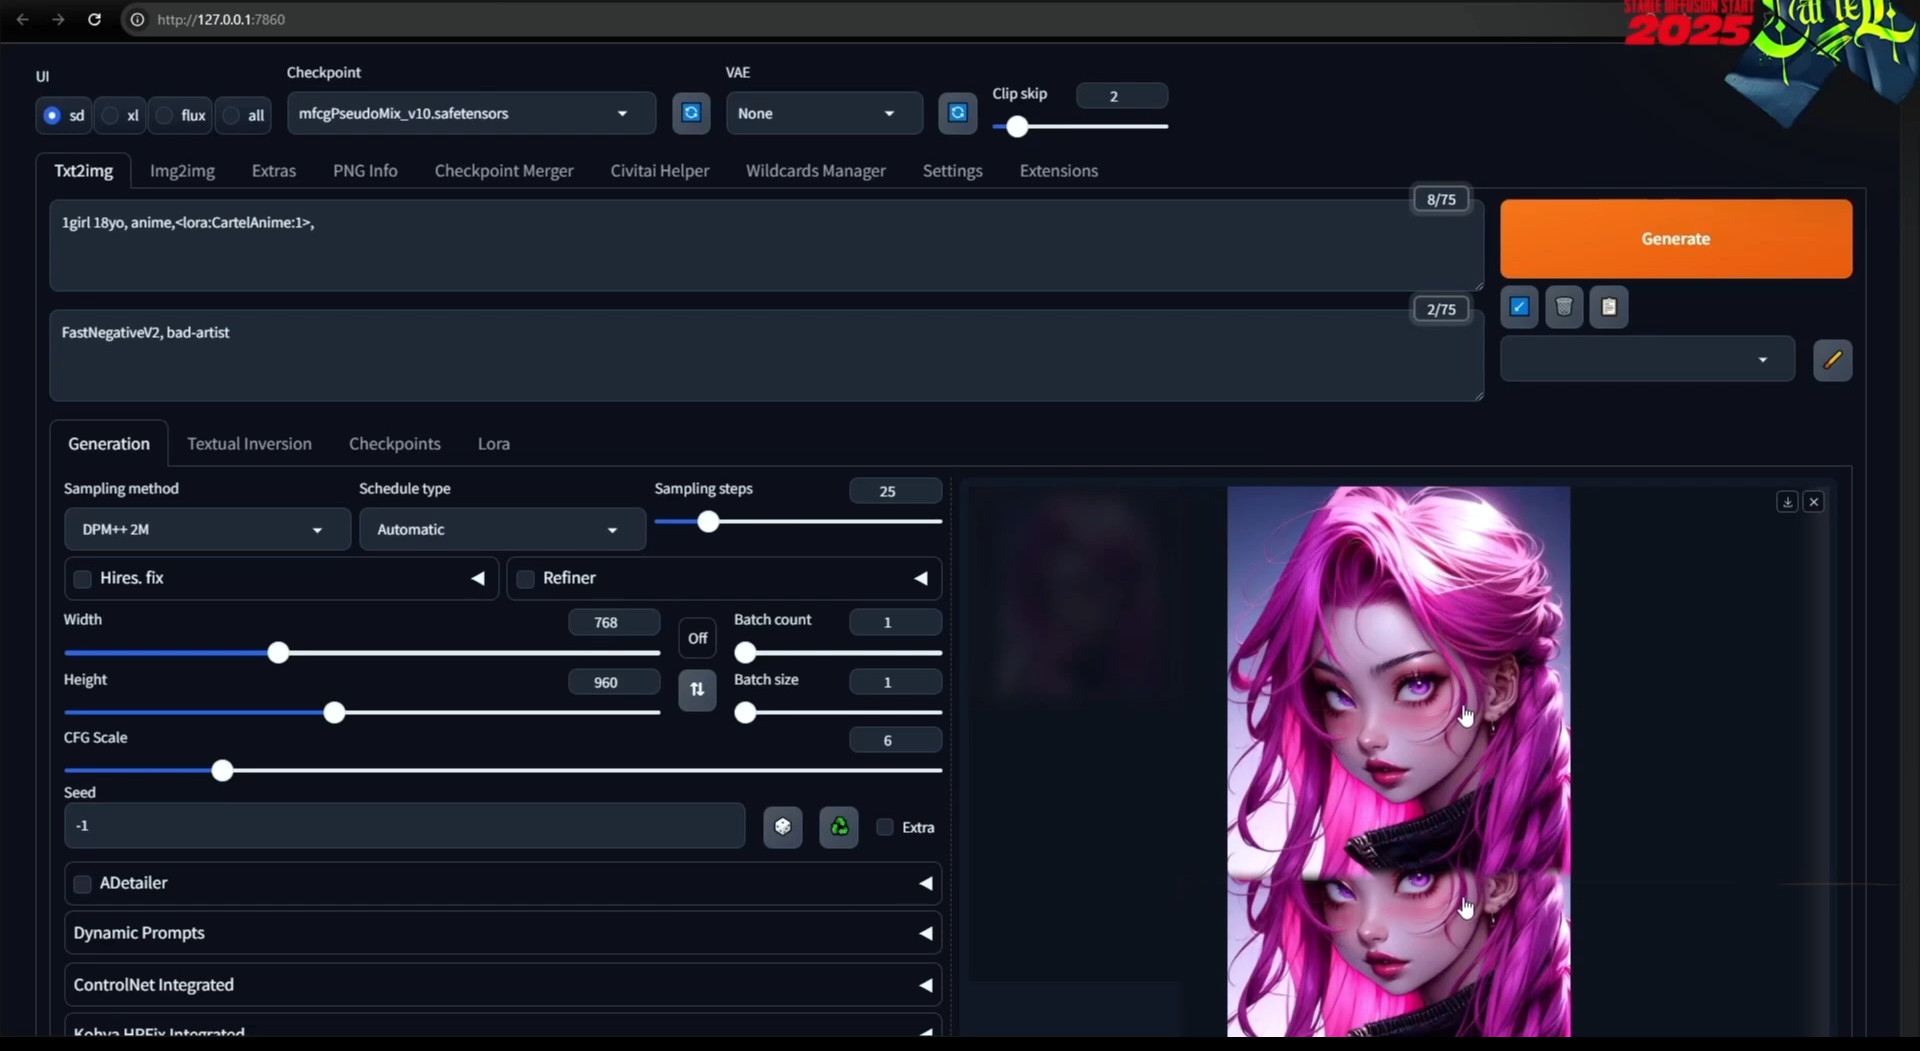 http://127.0.0.1:7860
STABLE DIFFUSION START
2025
UI
Checkpoint
VAE
Clip skip
2
sd
xl
flux
all
mfcgPseudoMix_v10.safetensors
None
Txt2img
Img2img
Extras
PNG Info
Checkpoint Merger
Civitai Helper
Wildcards Manager
Settings
Extensions
8/75
1girl 18yo, anime,<lora:CartelAnime:1>,
Generate
2/75
FastNegativeV2, bad-artist
Generation
Textual Inversion
Checkpoints
Lora
Sampling method
Schedule type
Sampling steps
25
DPM++ 2M
Automatic
Hires. fix
Refiner
Width
768
Off
Batch count
1
Height
960
Batch size
1
CFG Scale
6
Seed
-1
Extra
ADetailer
Dynamic Prompts
ControlNet Integrated
Kohya HRFix Integrated